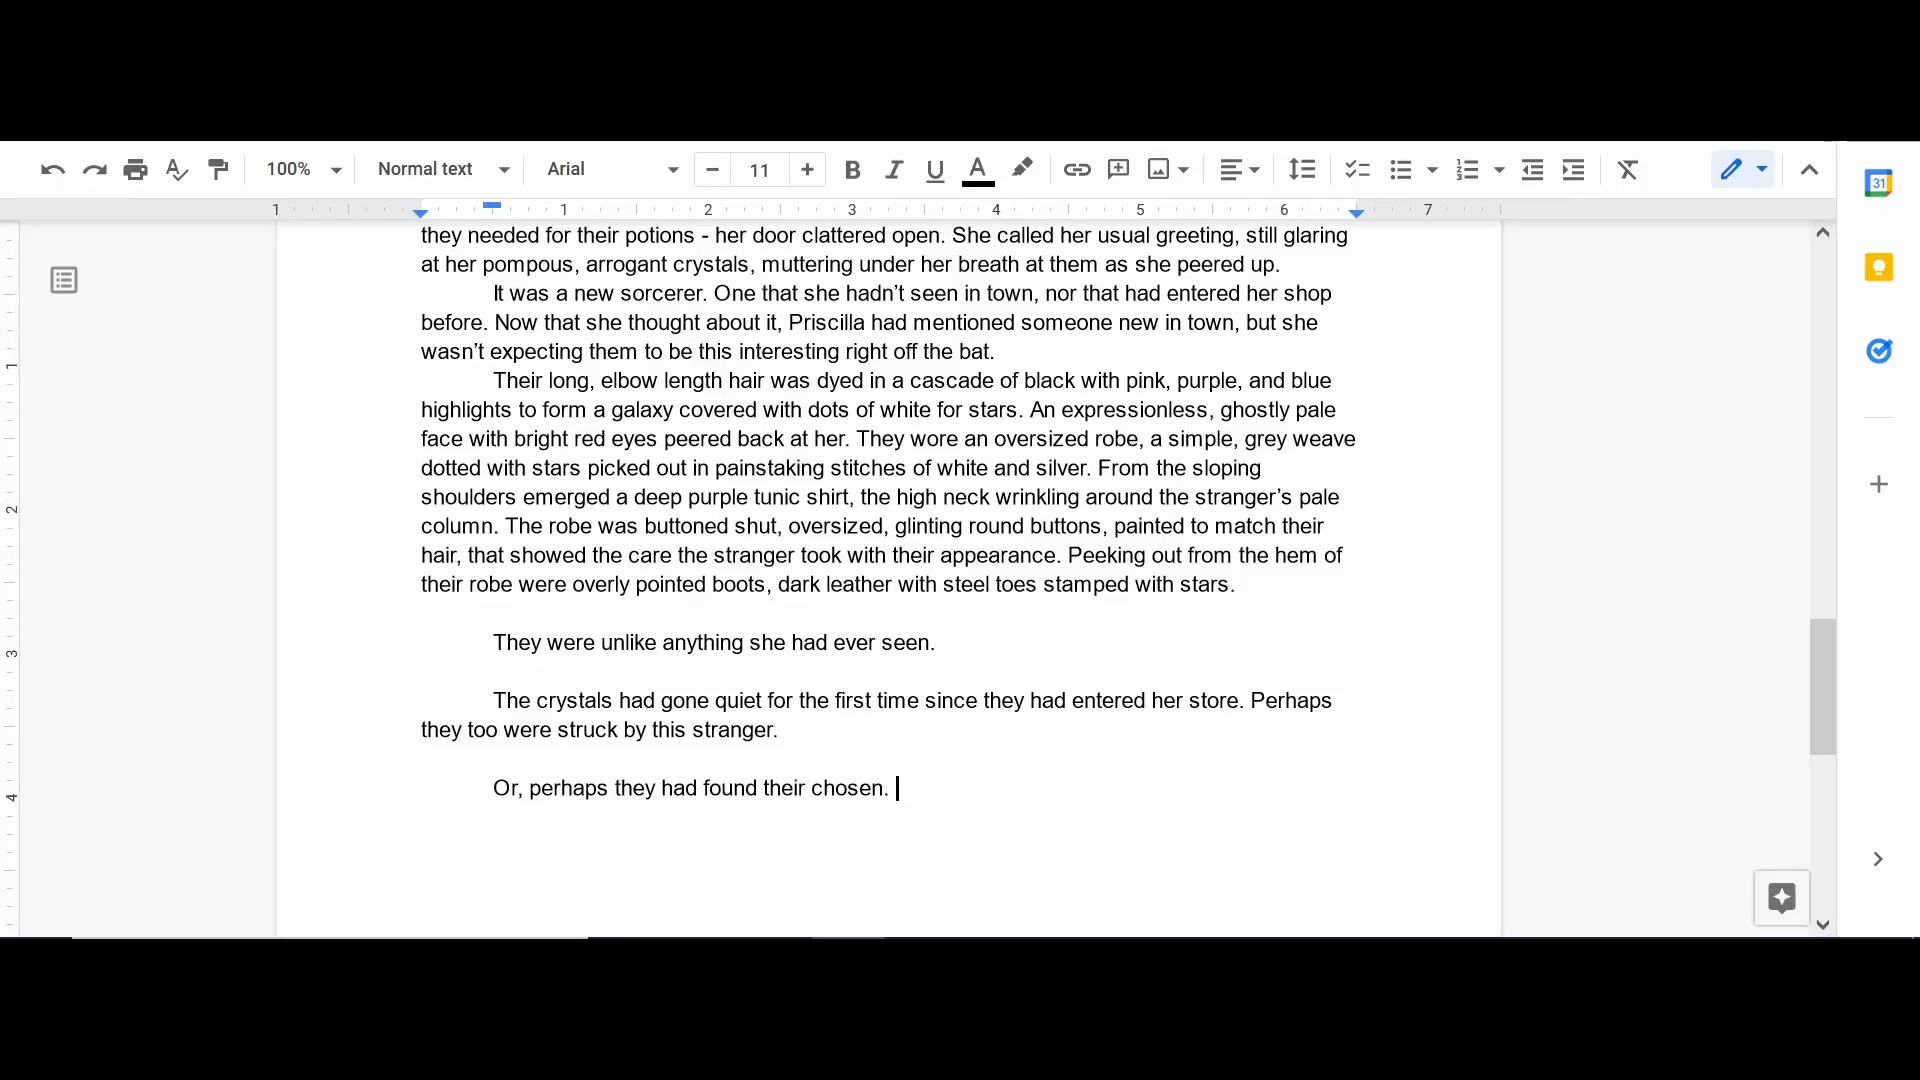 100% Normal text Arial 11 B I U A
31
1 1 2 3 4 5 6 7
they needed for their potions - her door clattered open. She called her usual greeting, still glaring
at her pompous, arrogant crystals, muttering under her breath at them as she peered up.
It was a new sorcerer. One that she hadn’t seen in town, nor that had entered her shop
before. Now that she thought about it, Priscilla had mentioned someone new in town, but she
wasn’t expecting them to be this interesting right off the bat.
Their long, elbow length hair was dyed in a cascade of black with pink, purple, and blue
highlights to form a galaxy covered with dots of white for stars. An expressionless, ghostly pale
face with bright red eyes peered back at her. They wore an oversized robe, a simple, grey weave
dotted with stars picked out in painstaking stitches of white and silver. From the sloping
shoulders emerged a deep purple tunic shirt, the high neck wrinkling around the stranger’s pale
column. The robe was buttoned shut, oversized, glinting round buttons, painted to match their
hair, that showed the care the stranger took with their appearance. Peeking out from the hem of
their robe were overly pointed boots, dark leather with steel toes stamped with stars.
They were unlike anything she had ever seen.
The crystals had gone quiet for the first time since they had entered her store. Perhaps
they too were struck by this stranger.
Or, perhaps they had found their chosen.
1
2
3
4